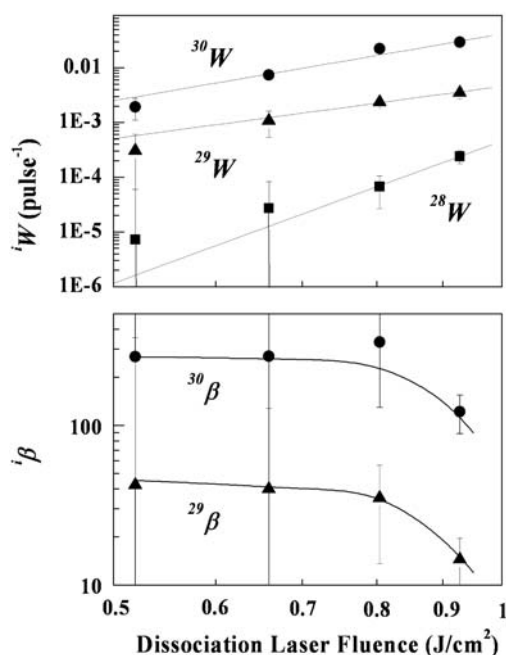 ³⁰W
0.01
1E-3
²⁹W
1E-4
²⁸W
1E-5
1E-6
ⁱW (pulse⁻¹)
³⁰β
100
²⁹β
10
ⁱβ
0.5 0.6 0.7 0.8 0.9 1
Dissociation Laser Fluence (J/cm²)